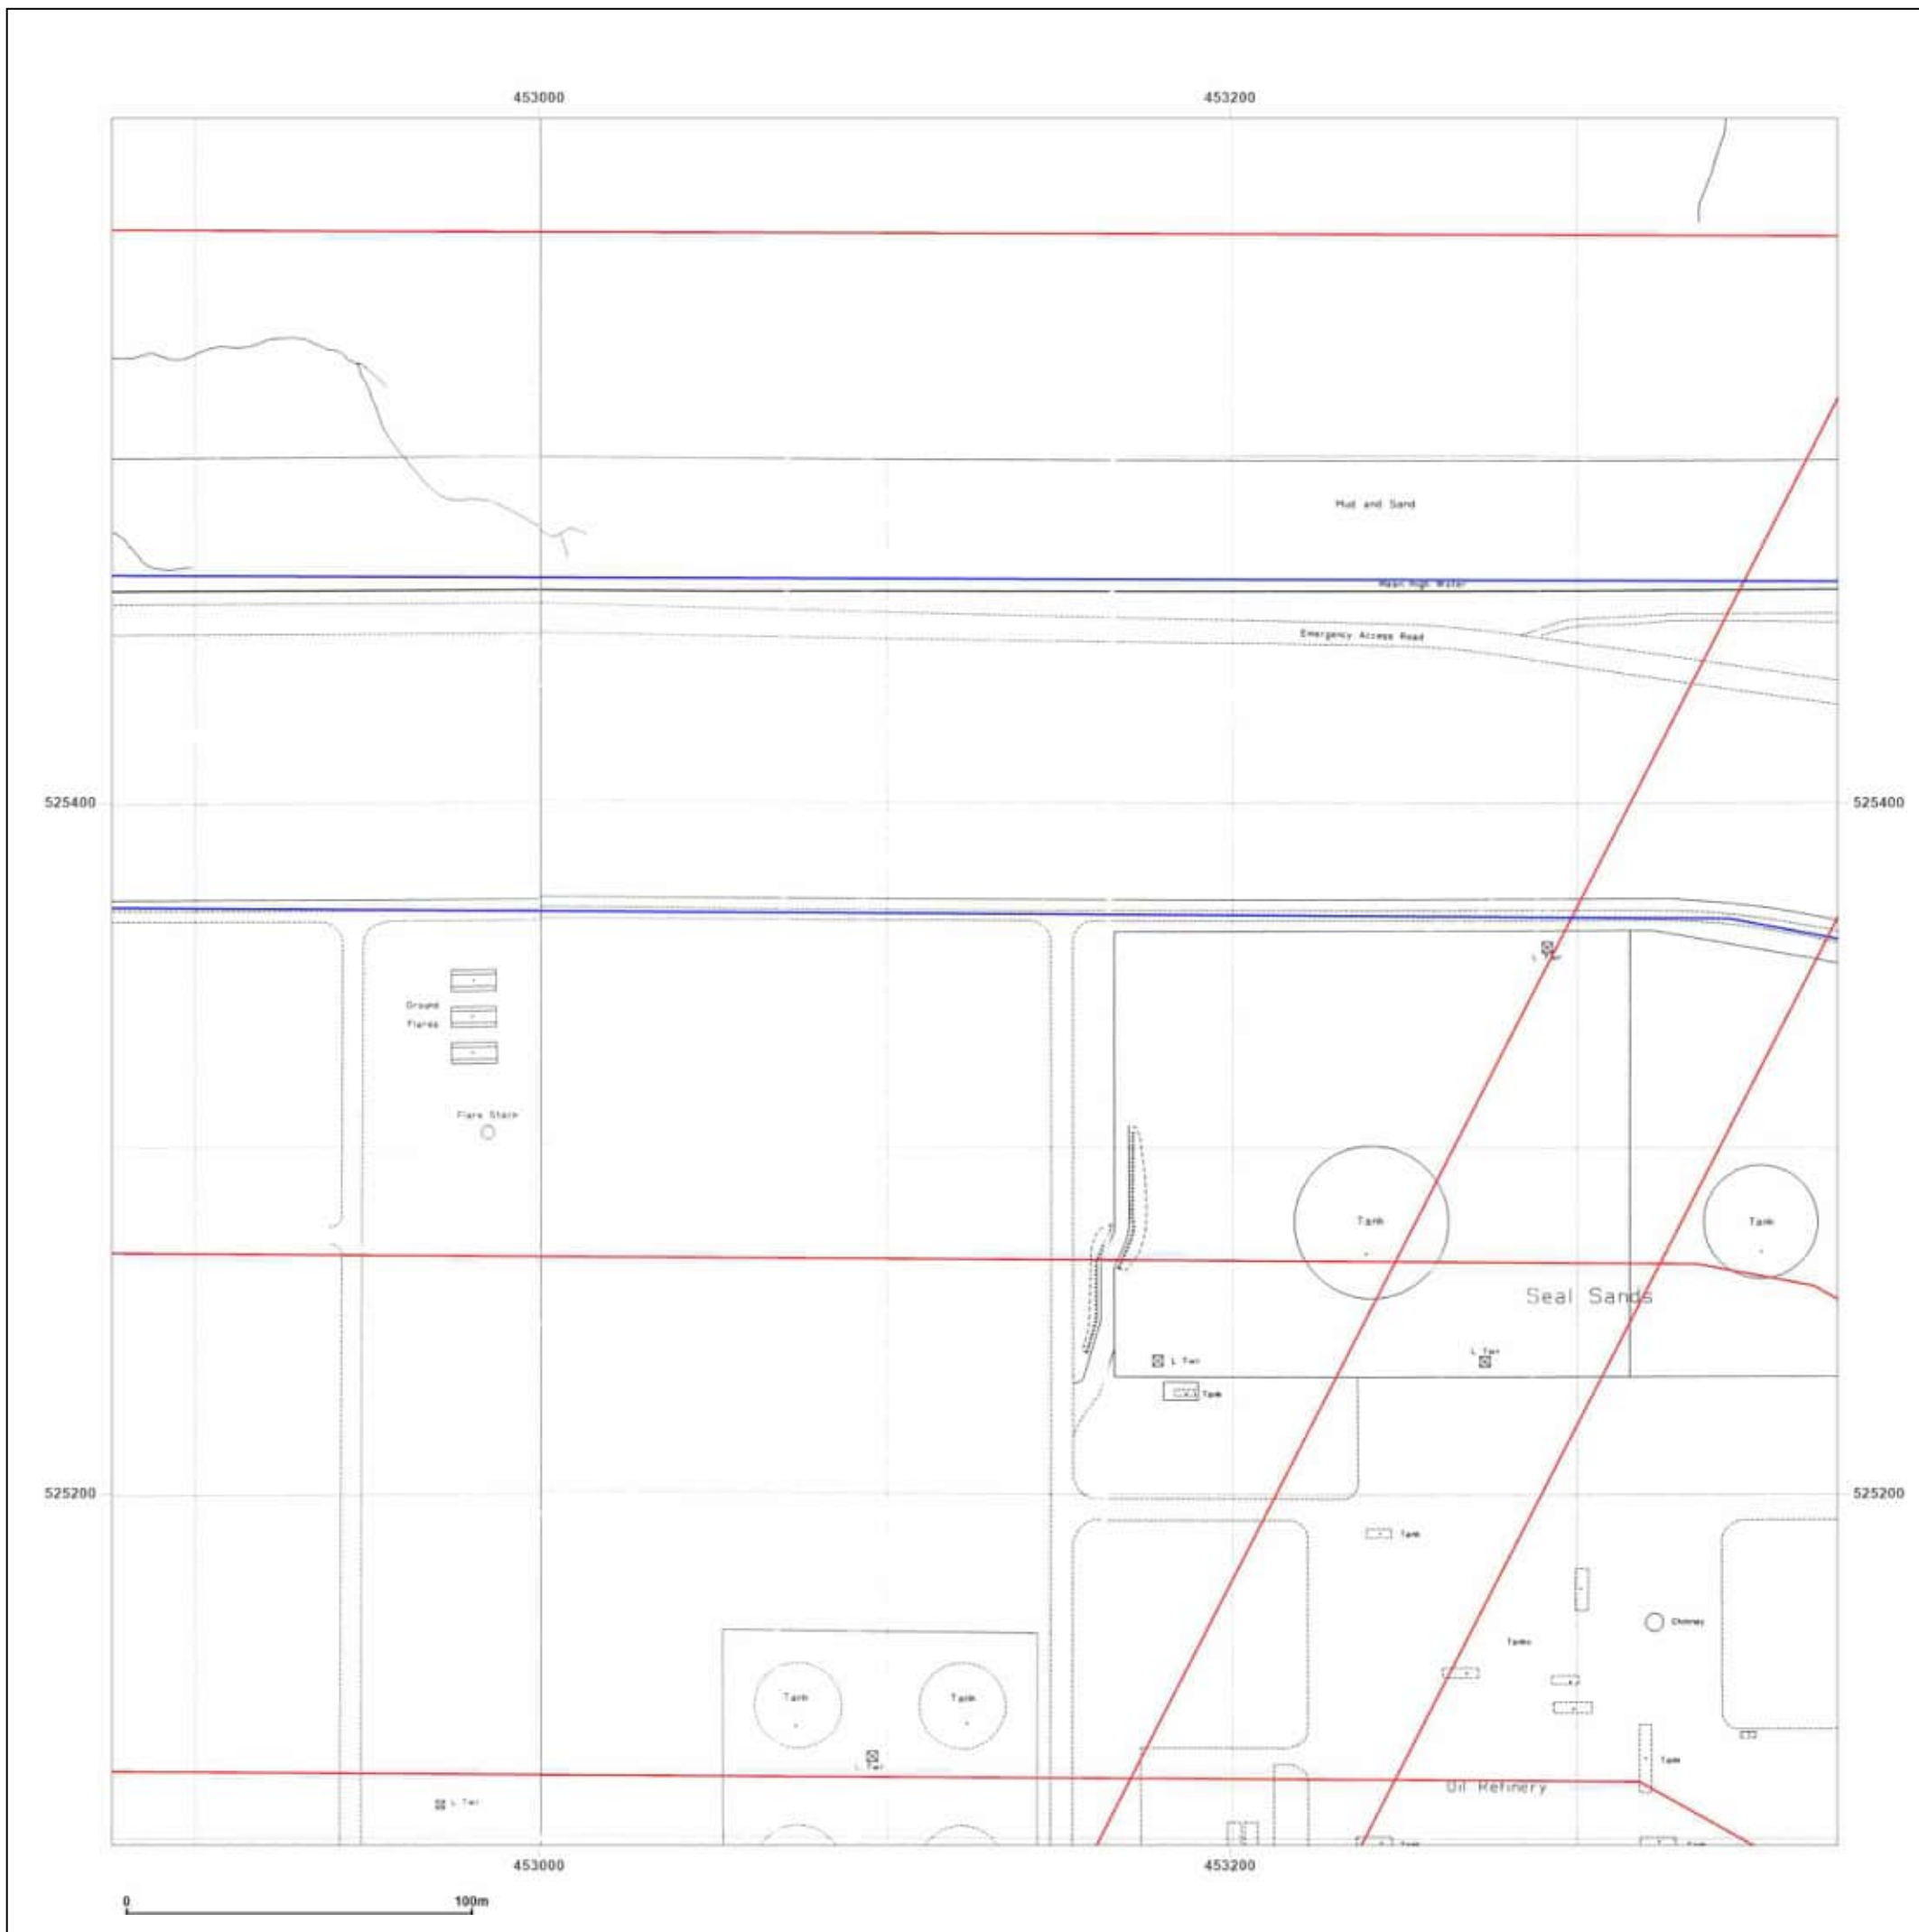 453000 453200
Mud and Sand
Mean High Water
Emergency Access Road
525400 525400
L Twr
Ground
Flares
Flare Stack
Tank Tank
Seal Sands
L Twr
L Twr
Tank
525200 525200
Tank
Chimney
Tanks
Tank Tank
L Twr
Tank
Oil Refinery
L Twr
Tank
453000 453200
0 100m